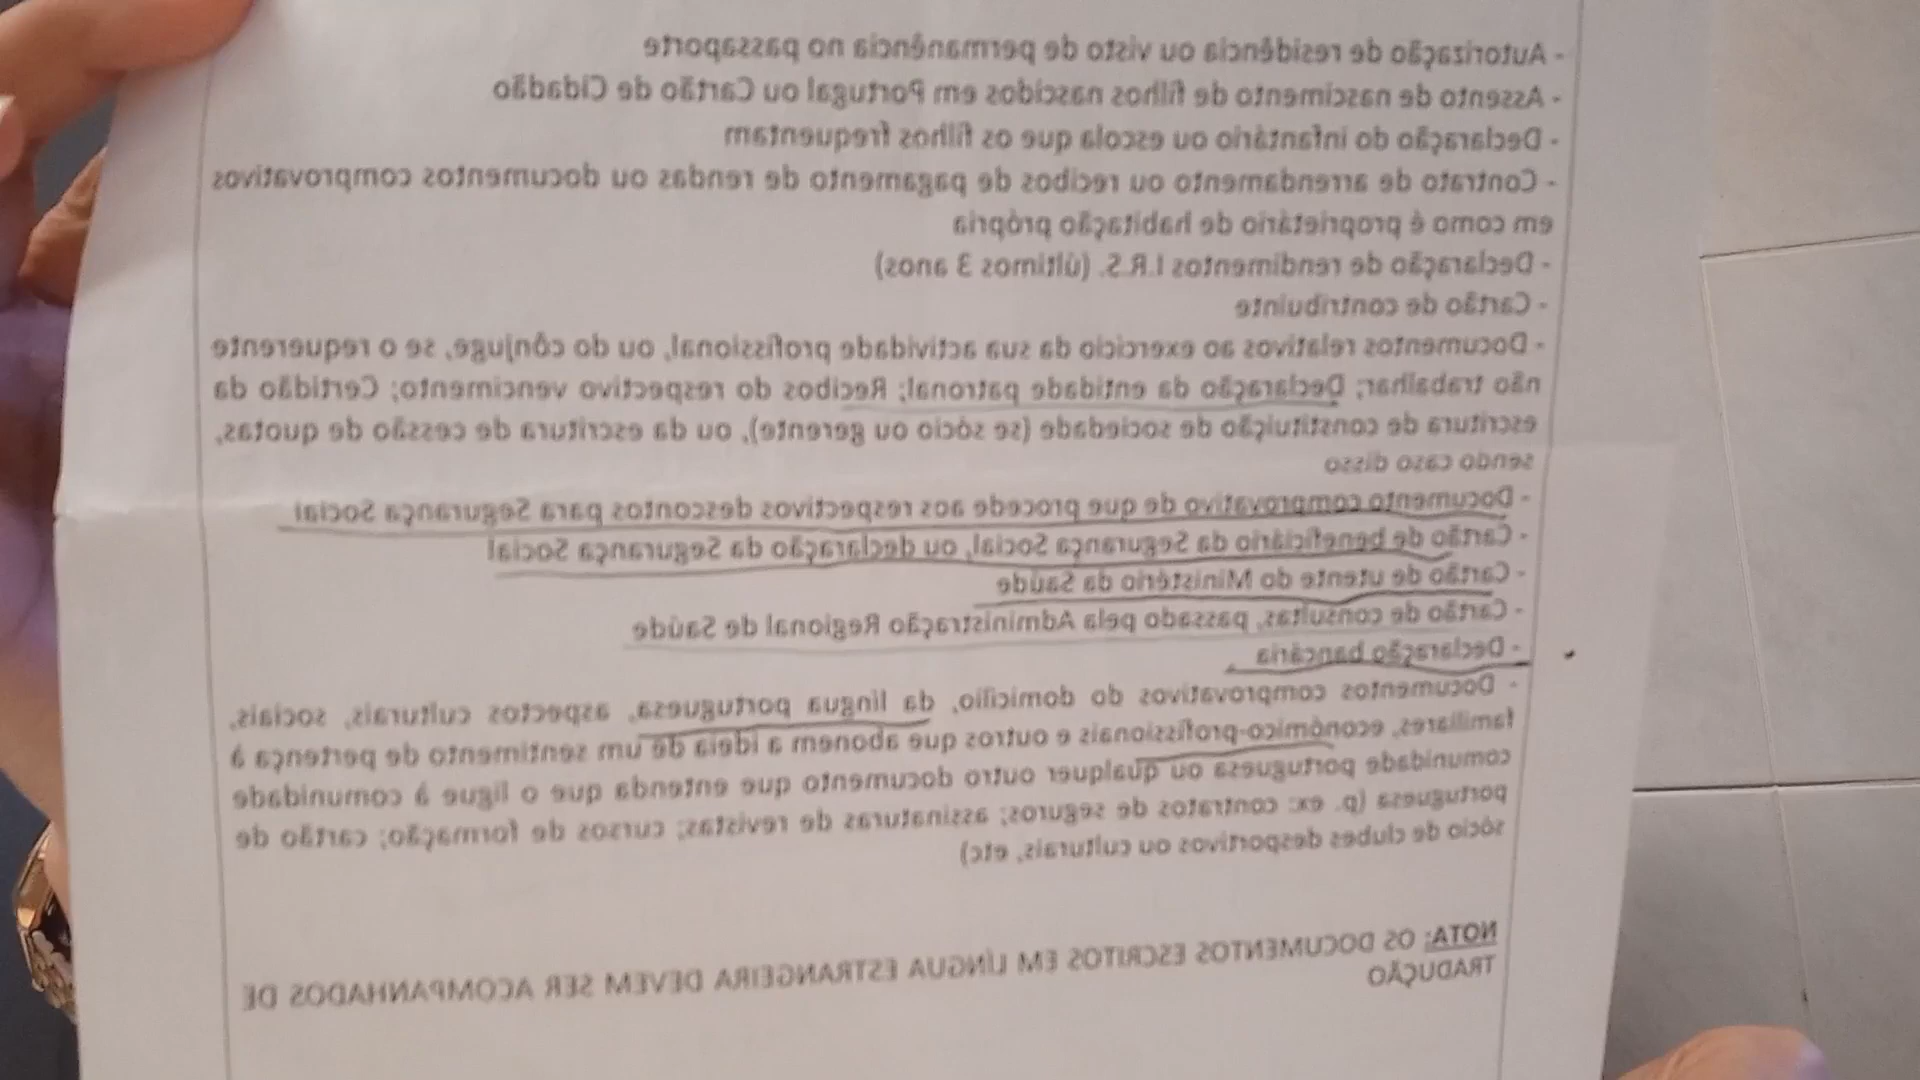 - Autorização de residência ou visto de permanência no passaporte
- Assento de nascimento de filhos nascidos em Portugal ou Cartão de Cidadão
- Declaração do infantário ou escola que os filhos frequentam
- Contrato de arrendamento ou recibos de pagamento de rendas ou documentos comprovativos
em como é proprietário de habitação própria
- Declaração de rendimentos I.R.S. (últimos 3 anos)
- Cartão de contribuinte
- Documentos relativos ao exercício da sua actividade profissional, ou do cônjuge, se o requerente
não trabalhar; Declaração da entidade patronal; Recibos do respectivo vencimento; Certidão da
escritura de constituição de sociedade (se sócio ou gerente), ou da escritura de cessão de quotas,
sendo caso disso
- Documento comprovativo de que procede aos respectivos descontos para Segurança Social
- Cartão de beneficiário da Segurança Social, ou declaração da Segurança Social
- Cartão de utente do Ministério da Saúde
- Cartão de consultas, passado pela Administração Regional de Saúde
- Declaração bancária
- Documentos comprovativos do domicílio, da língua portuguesa, aspectos culturais, sociais,
familiares, económico-profissionais e outros que abonem a ideia de um sentimento de pertença à
comunidade portuguesa ou qualquer outro documento que entenda que o ligue à comunidade
portuguesa (p. ex: contratos de seguros; assinaturas de revistas; cursos de formação; cartão de
sócio de clubes desportivos ou culturais, etc)
NOTA: OS DOCUMENTOS ESCRITOS EM LÍNGUA ESTRANGEIRA DEVEM SER ACOMPANHADOS DE
TRADUÇÃO